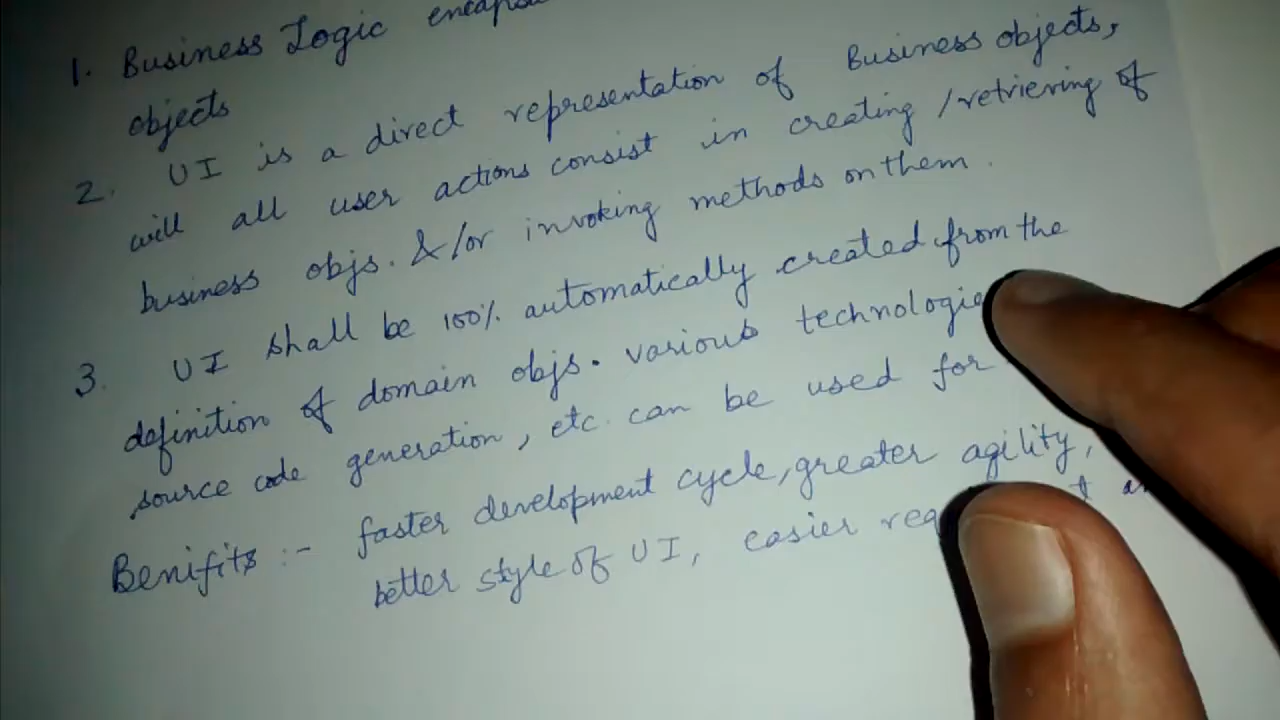 1. Business Logic
objects
2. UI is a direct representation of Business objects,
will all user actions consist in creating /retrieving of
business objs. &/or invoking methods on them.
3. UI shall be 100% automatically created from the
definition of domain objs. various
source code generation, etc. can be used for
Benifits :- faster development cycle, greater agility,
better style of UI, easier